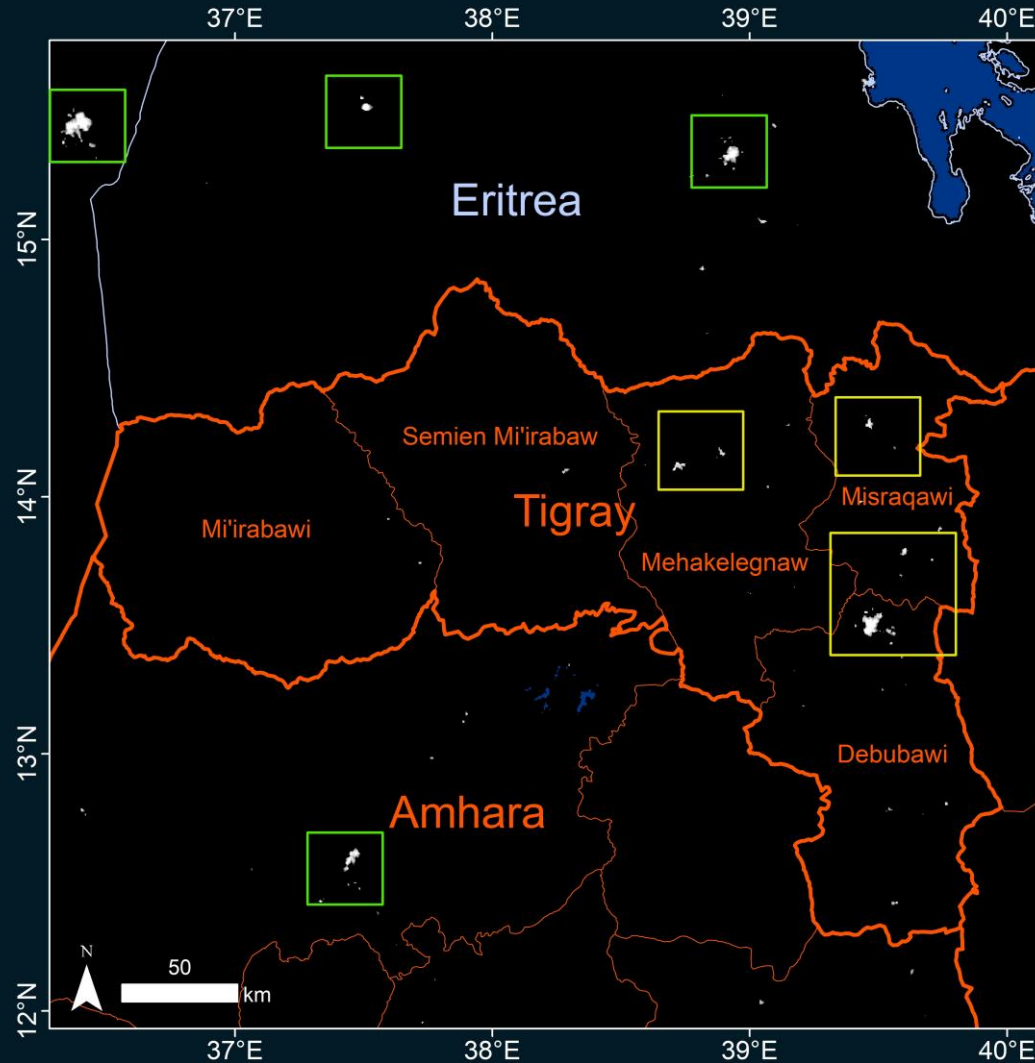 37°E
38°E
39°E
40°E
15°N
14°N
13°N
12°N
Eritrea
Semien Mi'irabaw
Misraqawi
Tigray
Mi'irabawi
Mehakelegnaw
Debubawi
Amhara
N
50
km
37°E
38°E
39°E
40°E